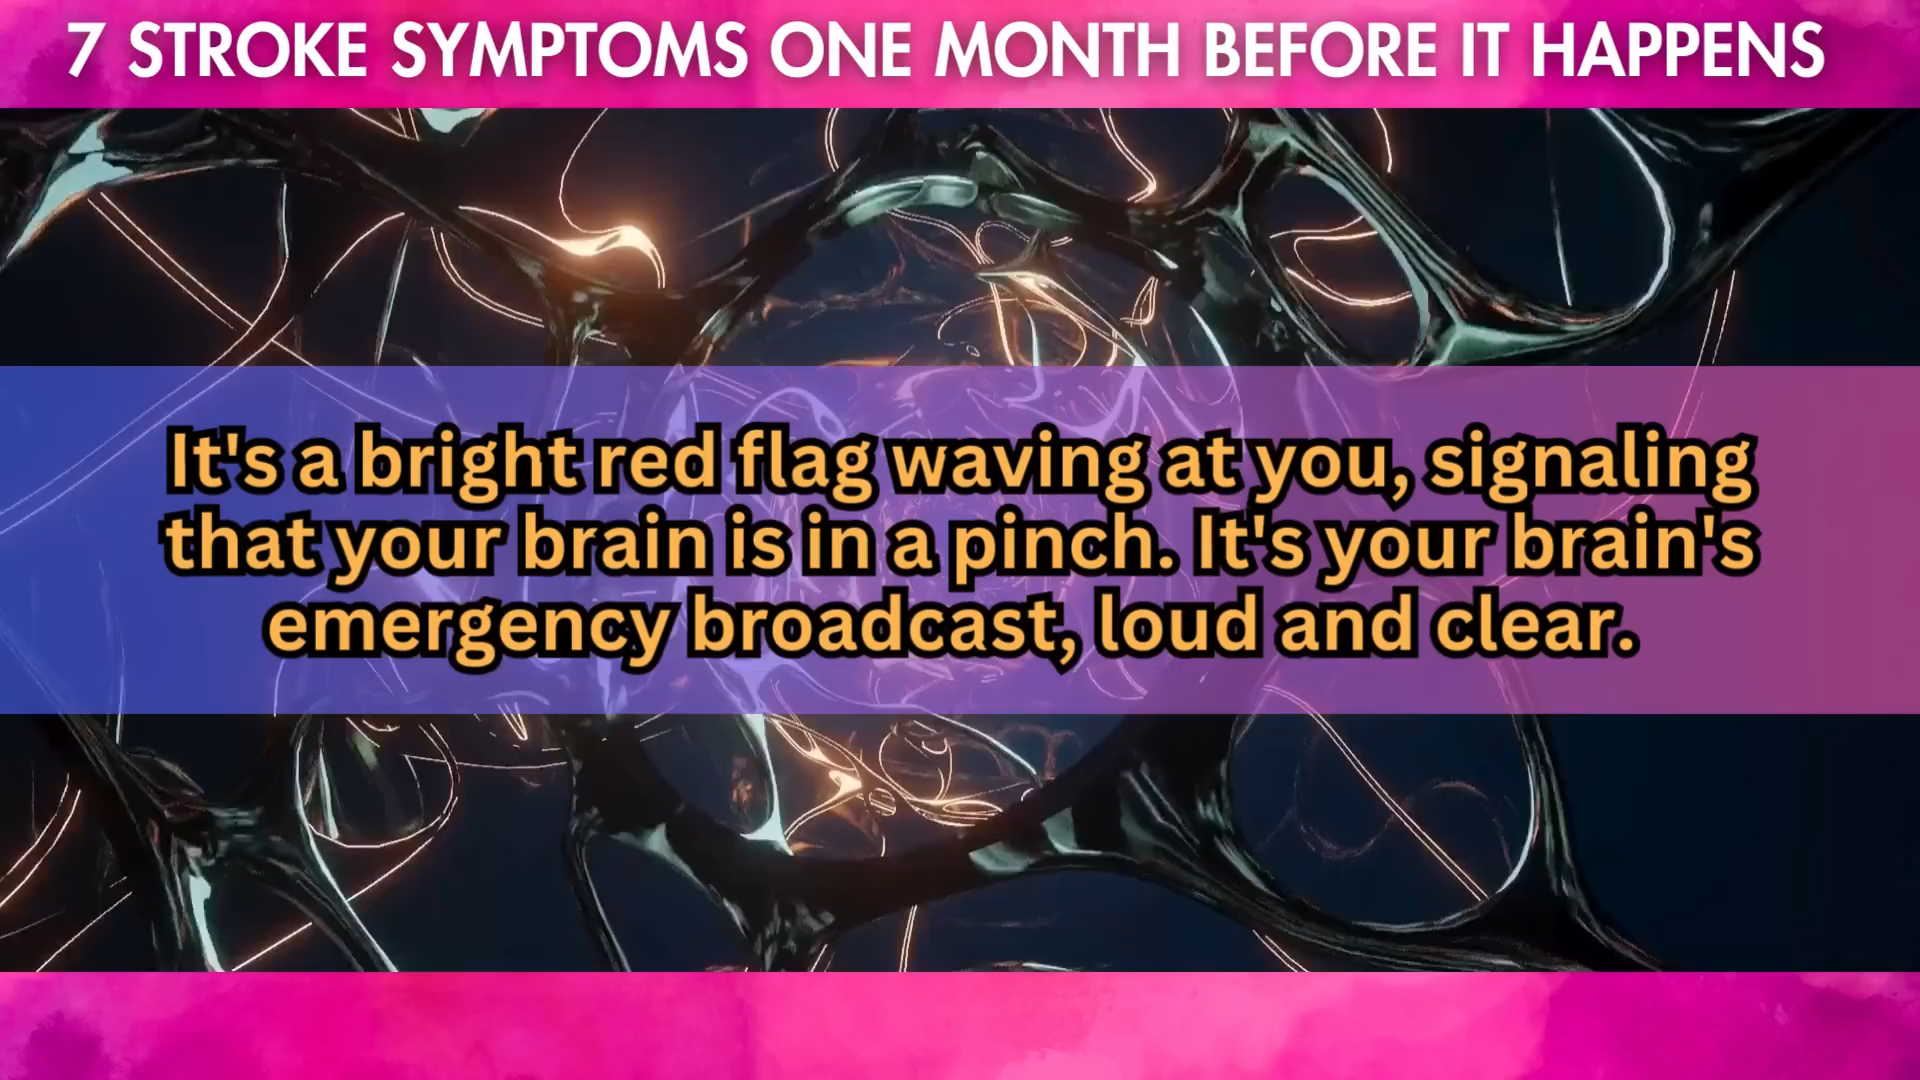 7 STROKE SYMPTOMS ONE MONTH BEFORE IT HAPPENS
It's a bright red flag waving at you, signaling
that your brain is in a pinch. It's your brain's
emergency broadcast, loud and clear.